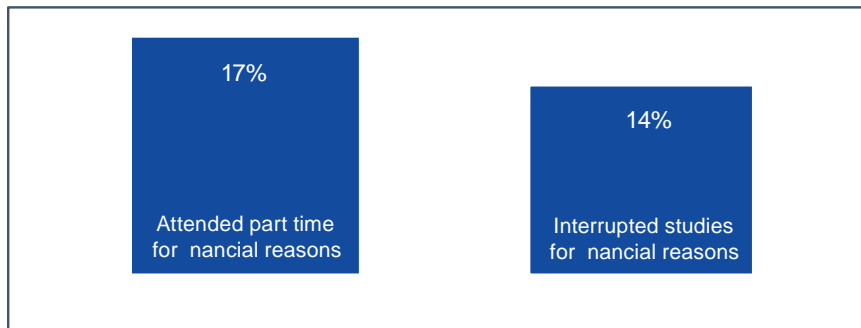 17%
Attended part time
for nancial reasons
14%
Interrupted studies
for nancial reasons